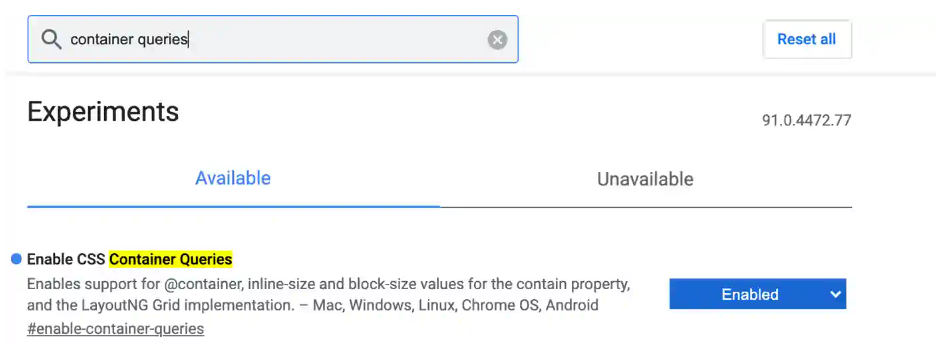 container queries
Reset all
Experiments
91.0.4472.77
Available
Unavailable
Enable CSS Container Queries
Enables support for @container, inline-size and block-size values for the contain property,
and the LayoutNG Grid implementation. – Mac, Windows, Linux, Chrome OS, Android
#enable-container-queries
Enabled